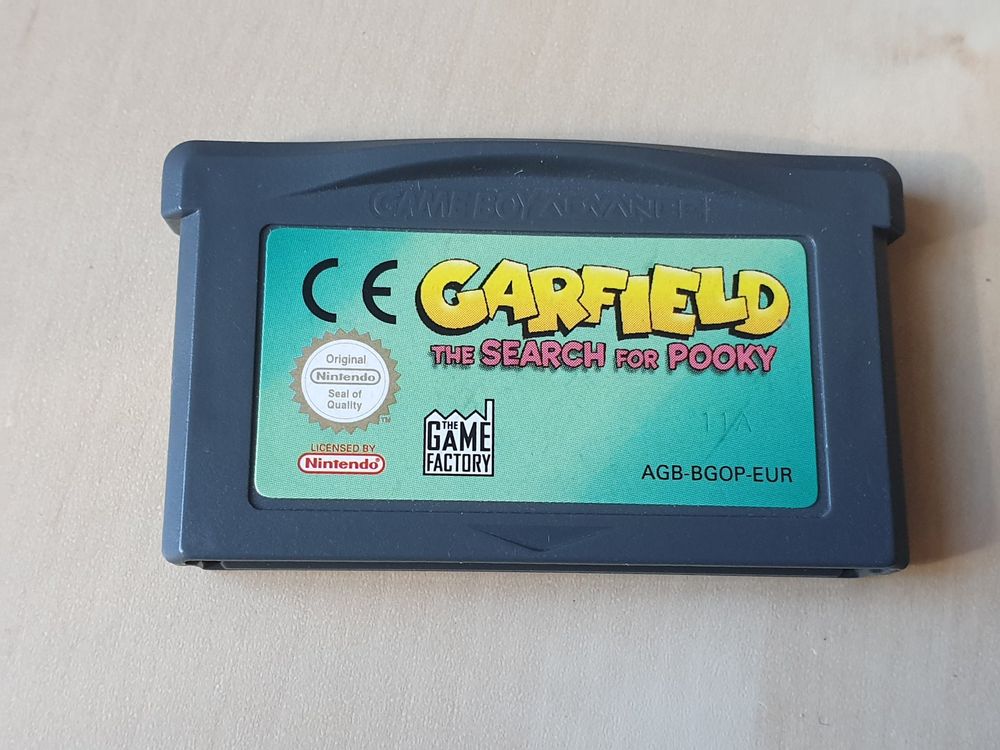 GAME BOY ADVANCE
CE
GARFIELD
THE SEARCH FOR POOKY
Original
Nintendo
Seal of
Quality
TM
LICENSED BY
Nintendo
THE
GAME
FACTORY
11A
AGB-BGOP-EUR